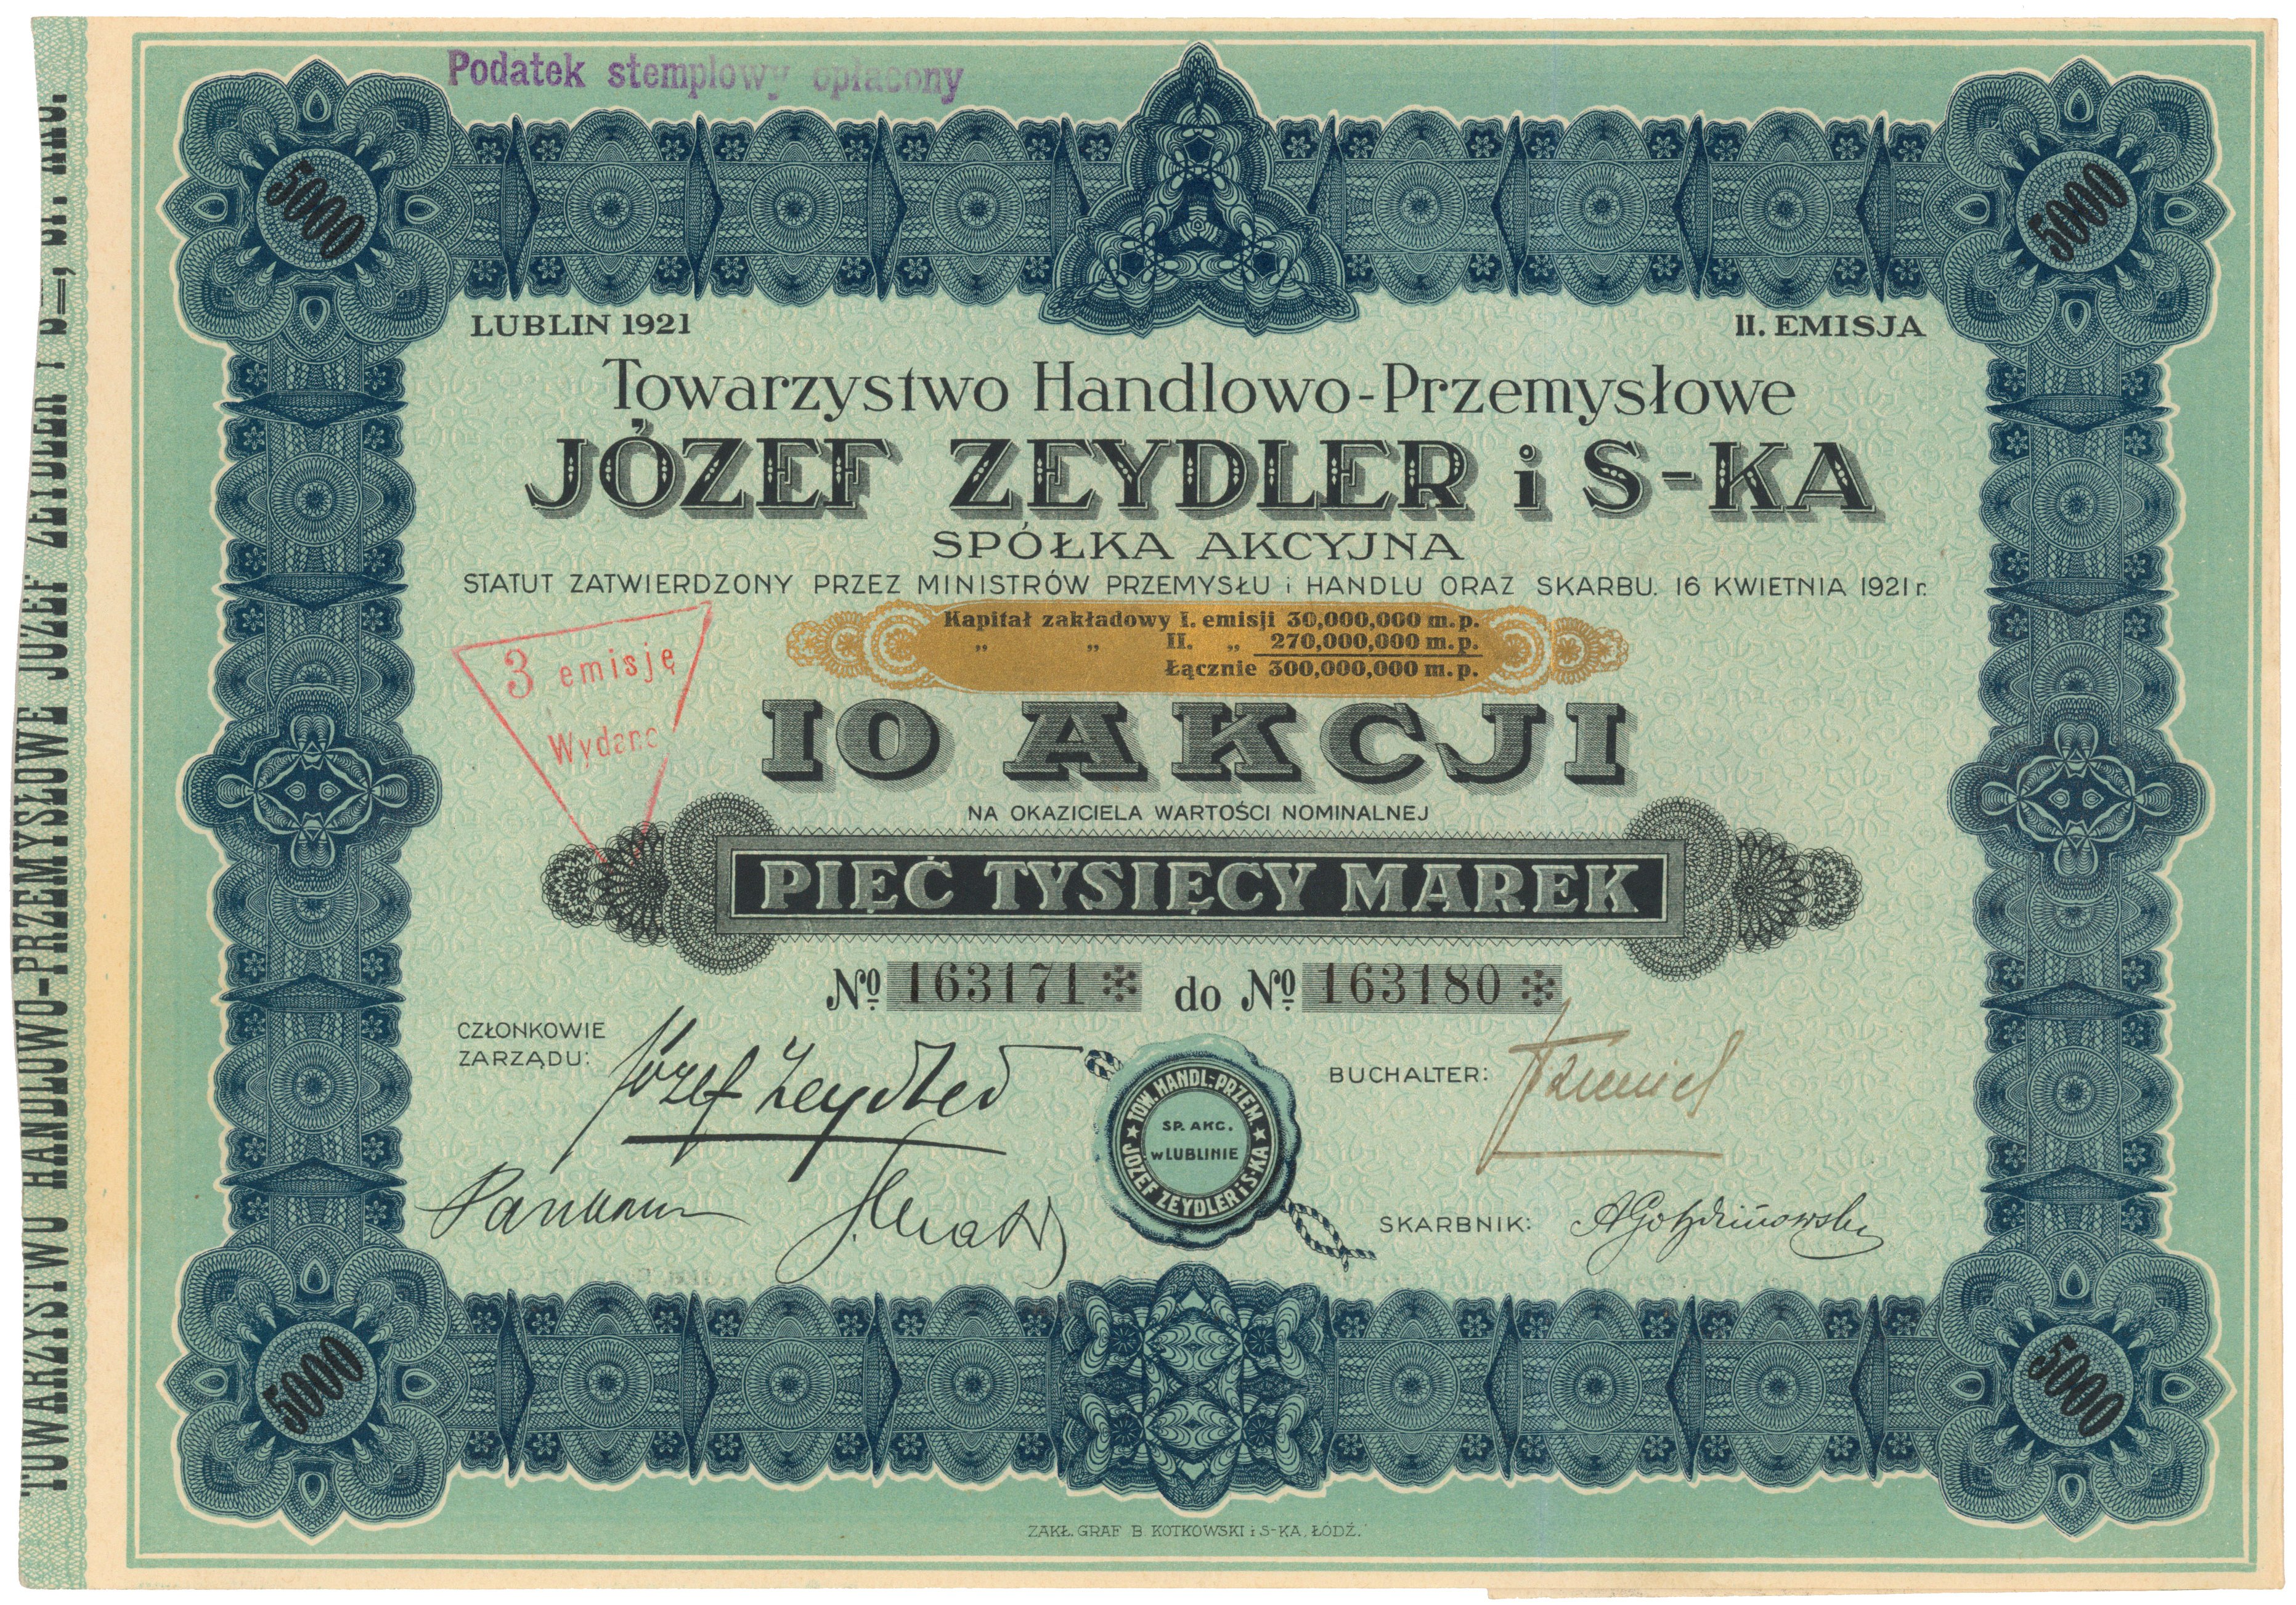 Podatek stemplowy opłacony
5000
5000
LUBLIN 1921
II. EMISJA
Towarzystwo Handlowo-Przemysłowe
JÓZEF ZEYDLER i S-KA
SPÓŁKA AKCYJNA
STATUT ZATWIERDZONY PRZEZ MINISTRÓW PRZEMYSŁU i HANDLU ORAZ SKARBU. 16 KWIETNIA 1921 r.
Kapitał zakładowy I. emisji 30,000,000 m.p.
„ „ II. „ 270,000,000 m.p.
Łącznie 300,000,000 m.p.
3 emisję
Wydano
10 AKCJI
NA OKAZICIELA WARTOŚCI NOMINALNEJ
PIĘĆ TYSIĘCY MAREK
№ 163171 do № 163180
CZŁONKOWIE
ZARZĄDU:
Józef Zeydler
BUCHALTER:
TOW. HANDL.-PRZEM.
JÓZEF ZEYDLER i S-KA
SP. AKC.
w LUBLINIE
SKARBNIK:
5000
5000
ZAKŁ. GRAF B. KOTKOWSKI i S-KA, ŁÓDŹ.
TOWARZYSTWO HANDLOWO-PRZEMYSŁOWE JÓZEF ZEYDLER i S=, SP. AKC.